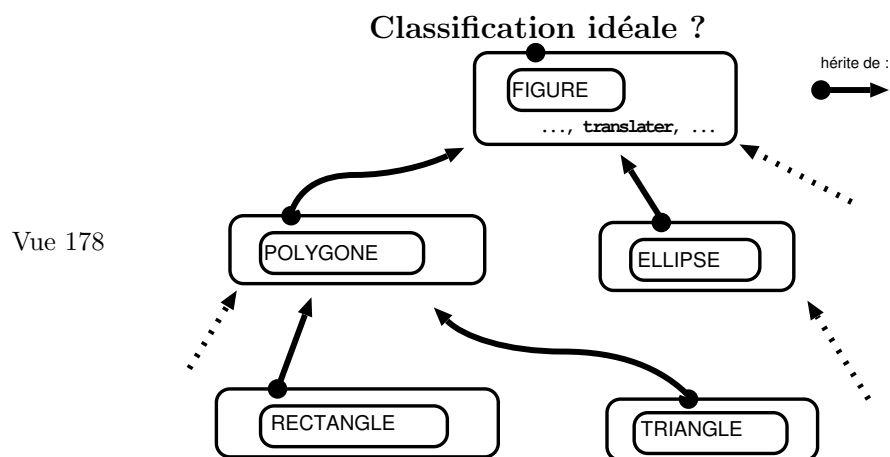 Classification idéale ?
hérite de :
FIGURE
..., translater, ...
Vue 178
POLYGONE
ELLIPSE
RECTANGLE
TRIANGLE